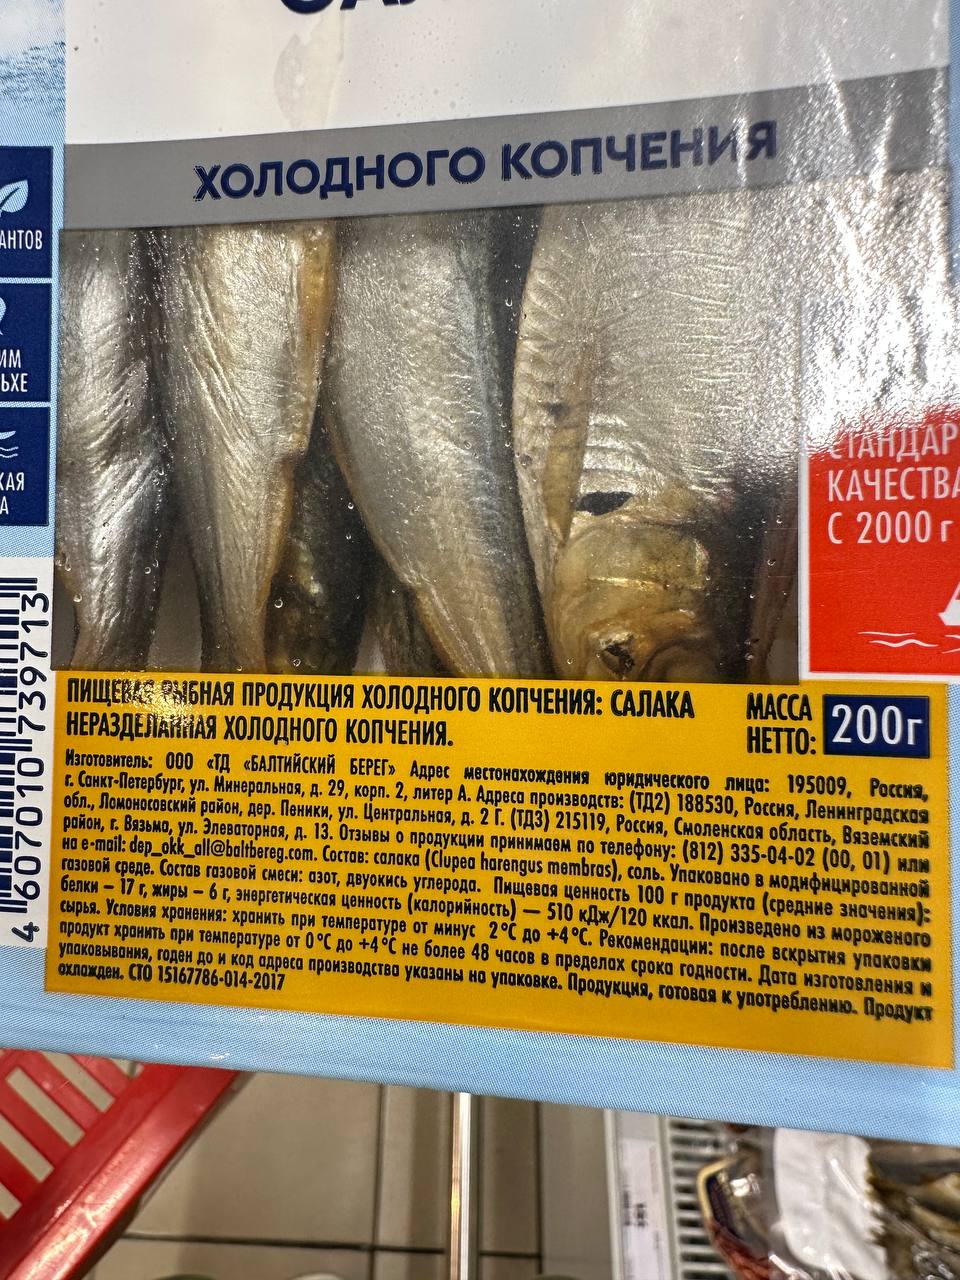 ХОЛОДНОГО КОПЧЕНИЯ
АНТОВ
ИМ
ЬХЕ
КАЯ
А
СТАНДАР
КАЧЕСТВА
С 2000 г
4 607010 739713
ПИЩЕВАЯ РЫБНАЯ ПРОДУКЦИЯ ХОЛОДНОГО КОПЧЕНИЯ: САЛАКА
НЕРАЗДЕЛАННАЯ ХОЛОДНОГО КОПЧЕНИЯ.
МАССА
НЕТТО: 200г
Изготовитель: ООО «ТД «БАЛТИЙСКИЙ БЕРЕГ» Адрес местонахождения юридического лица: 195009, Россия,
г. Санкт-Петербург, ул. Минеральная, д. 29, корп. 2, литер А. Адреса производств: (ТД2) 188530, Россия, Ленинградская
обл., Ломоносовский район, дер. Пеники, ул. Центральная, д. 2 Г. (ТД3) 215119, Россия, Смоленская область, Вяземский
район, г. Вязьма, ул. Элеваторная, д. 13. Отзывы о продукции принимаем по телефону: (812) 335-04-02 (00, 01) или
на e-mail: dep_okk_all@baltbereg.com. Состав: салака (Clupea harengus membras), соль. Упаковано в модифицированной
газовой среде. Состав газовой смеси: азот, двуокись углерода. Пищевая ценность 100 г продукта (средние значения):
белки – 17 г, жиры – 6 г, энергетическая ценность (калорийность) — 510 кДж/120 ккал. Произведено из мороженого
сырья. Условия хранения: хранить при температуре от минус 2°С до +4°С. Рекомендации: после вскрытия упаковки
продукт хранить при температуре от 0°С до +4°С не более 48 часов в пределах срока годности. Дата изготовления и
упаковывания, годен до и код адреса производства указаны на упаковке. Продукция, готовая к употреблению. Продукт
охлажден. СТО 15167786-014-2017